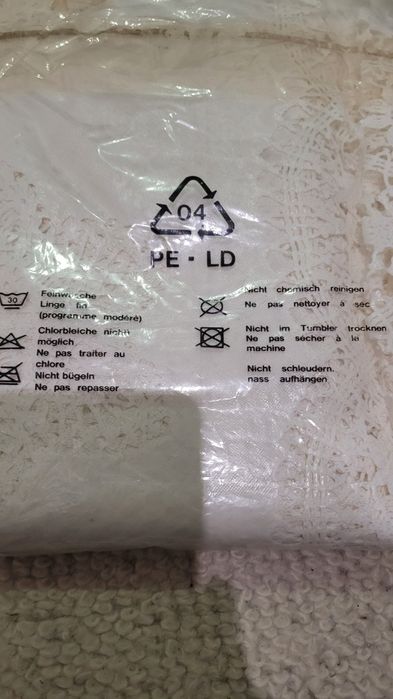 04
PE - LD
30
Feinwäsche
Linge fin
(programme modéré)
Chlorbleiche nicht
möglich
Ne pas traiter au
chlore
Nicht bügeln
Ne pas repasser
Nicht chemisch reinigen
Ne pas nettoyer à sec
Nicht im Tumbler trocknen
Ne pas sécher à la
machine
Nicht schleudern.
nass aufhängen